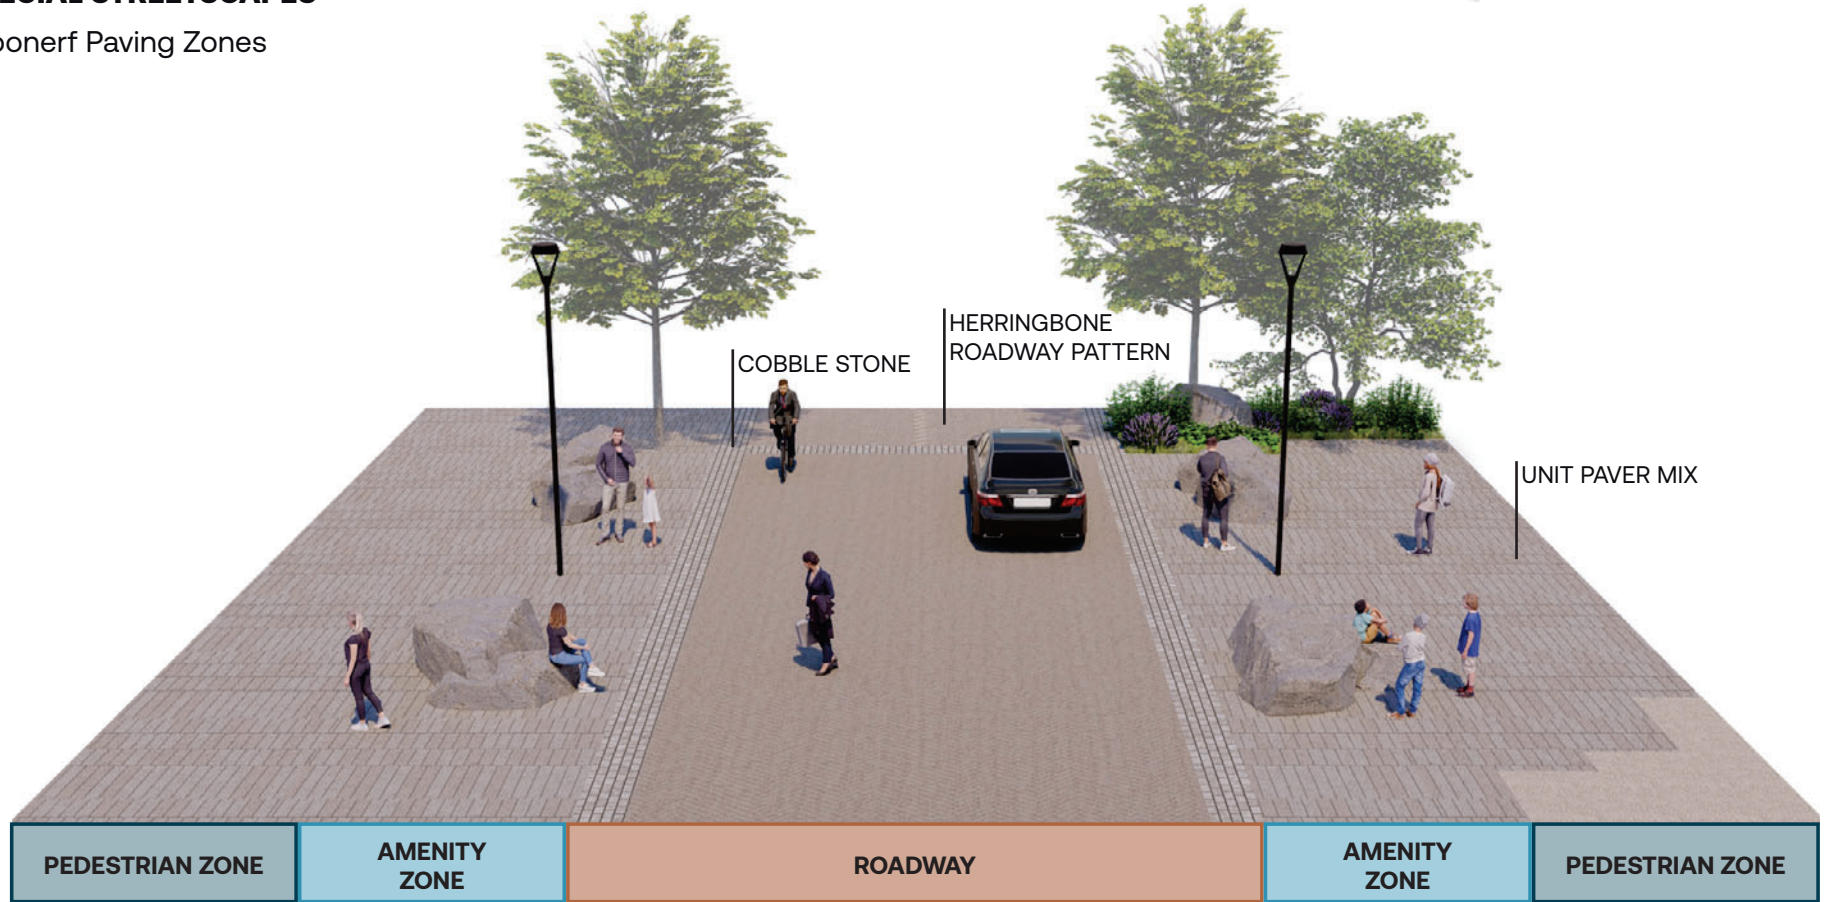 Paving Zones
HERRINGBONE
ROADWAY PATTERN
COBBLE STONE
UNIT PAVER MIX
PEDESTRIAN ZONE
AMENITY
ZONE
ROADWAY
AMENITY
ZONE
PEDESTRIAN ZONE